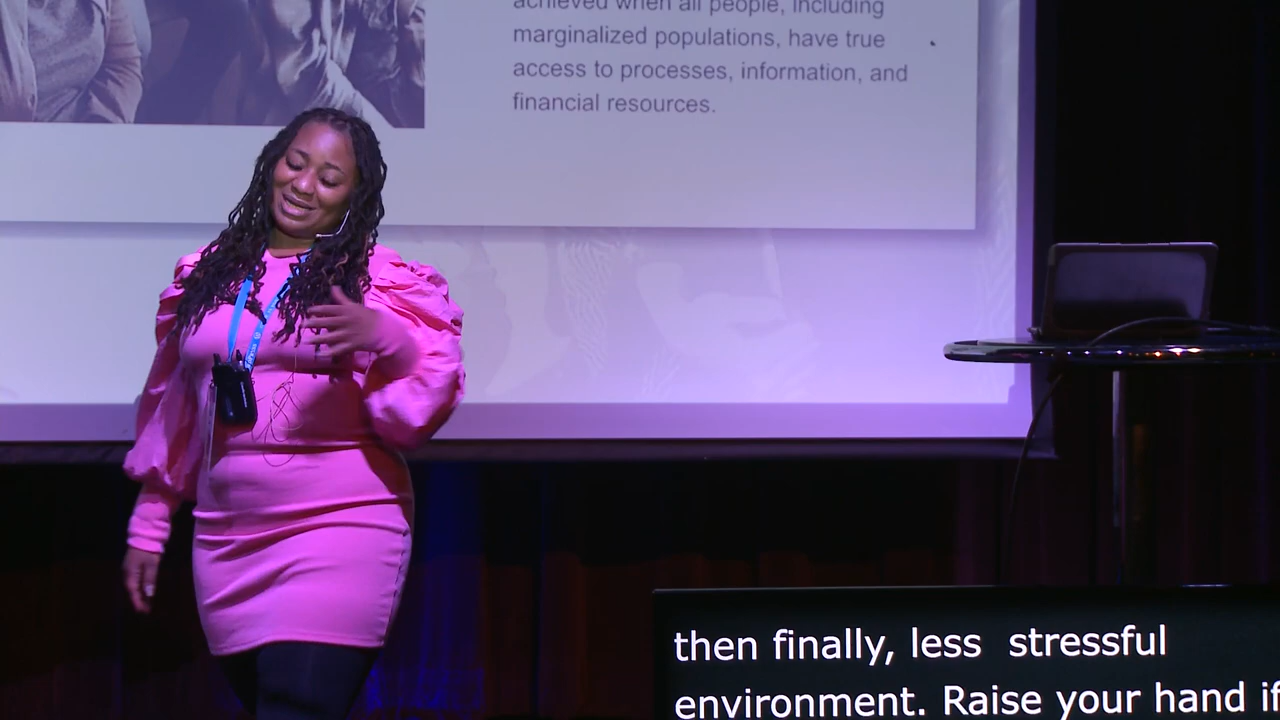 achieved when all people, including
marginalized populations, have true
access to processes, information, and
financial resources.
then finally, less  stressful
environment. Raise your hand if